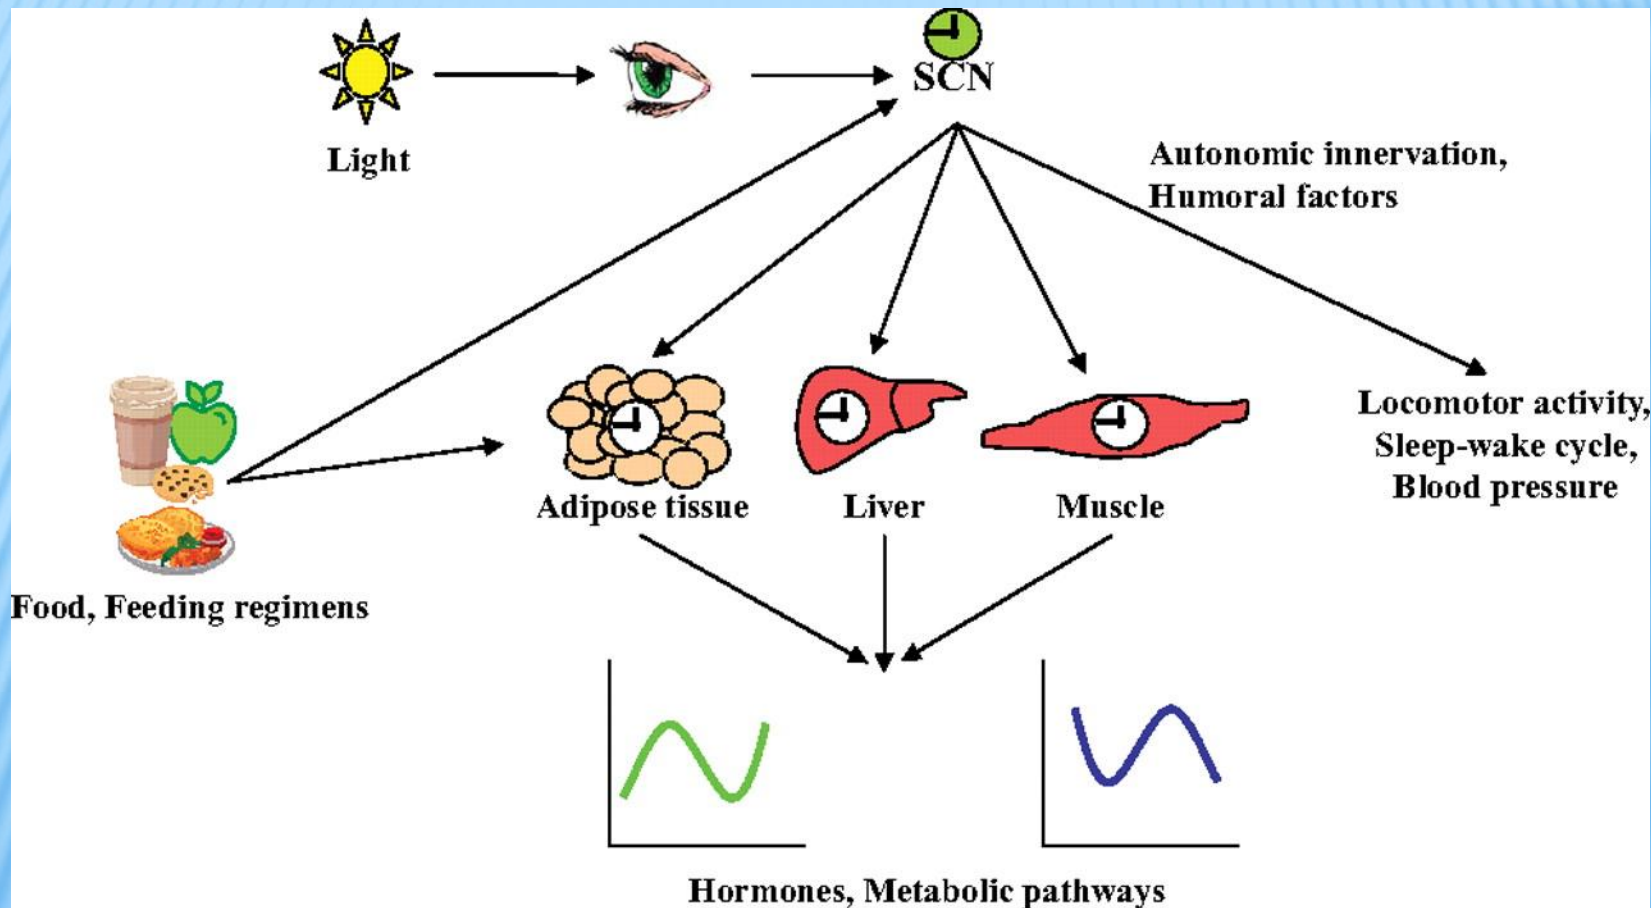 SCN
Light
Autonomic innervation,
Humoral factors
Locomotor activity,
Sleep-wake cycle,
Blood pressure
Adipose tissue
Liver
Muscle
Food, Feeding regimens
Hormones, Metabolic pathways